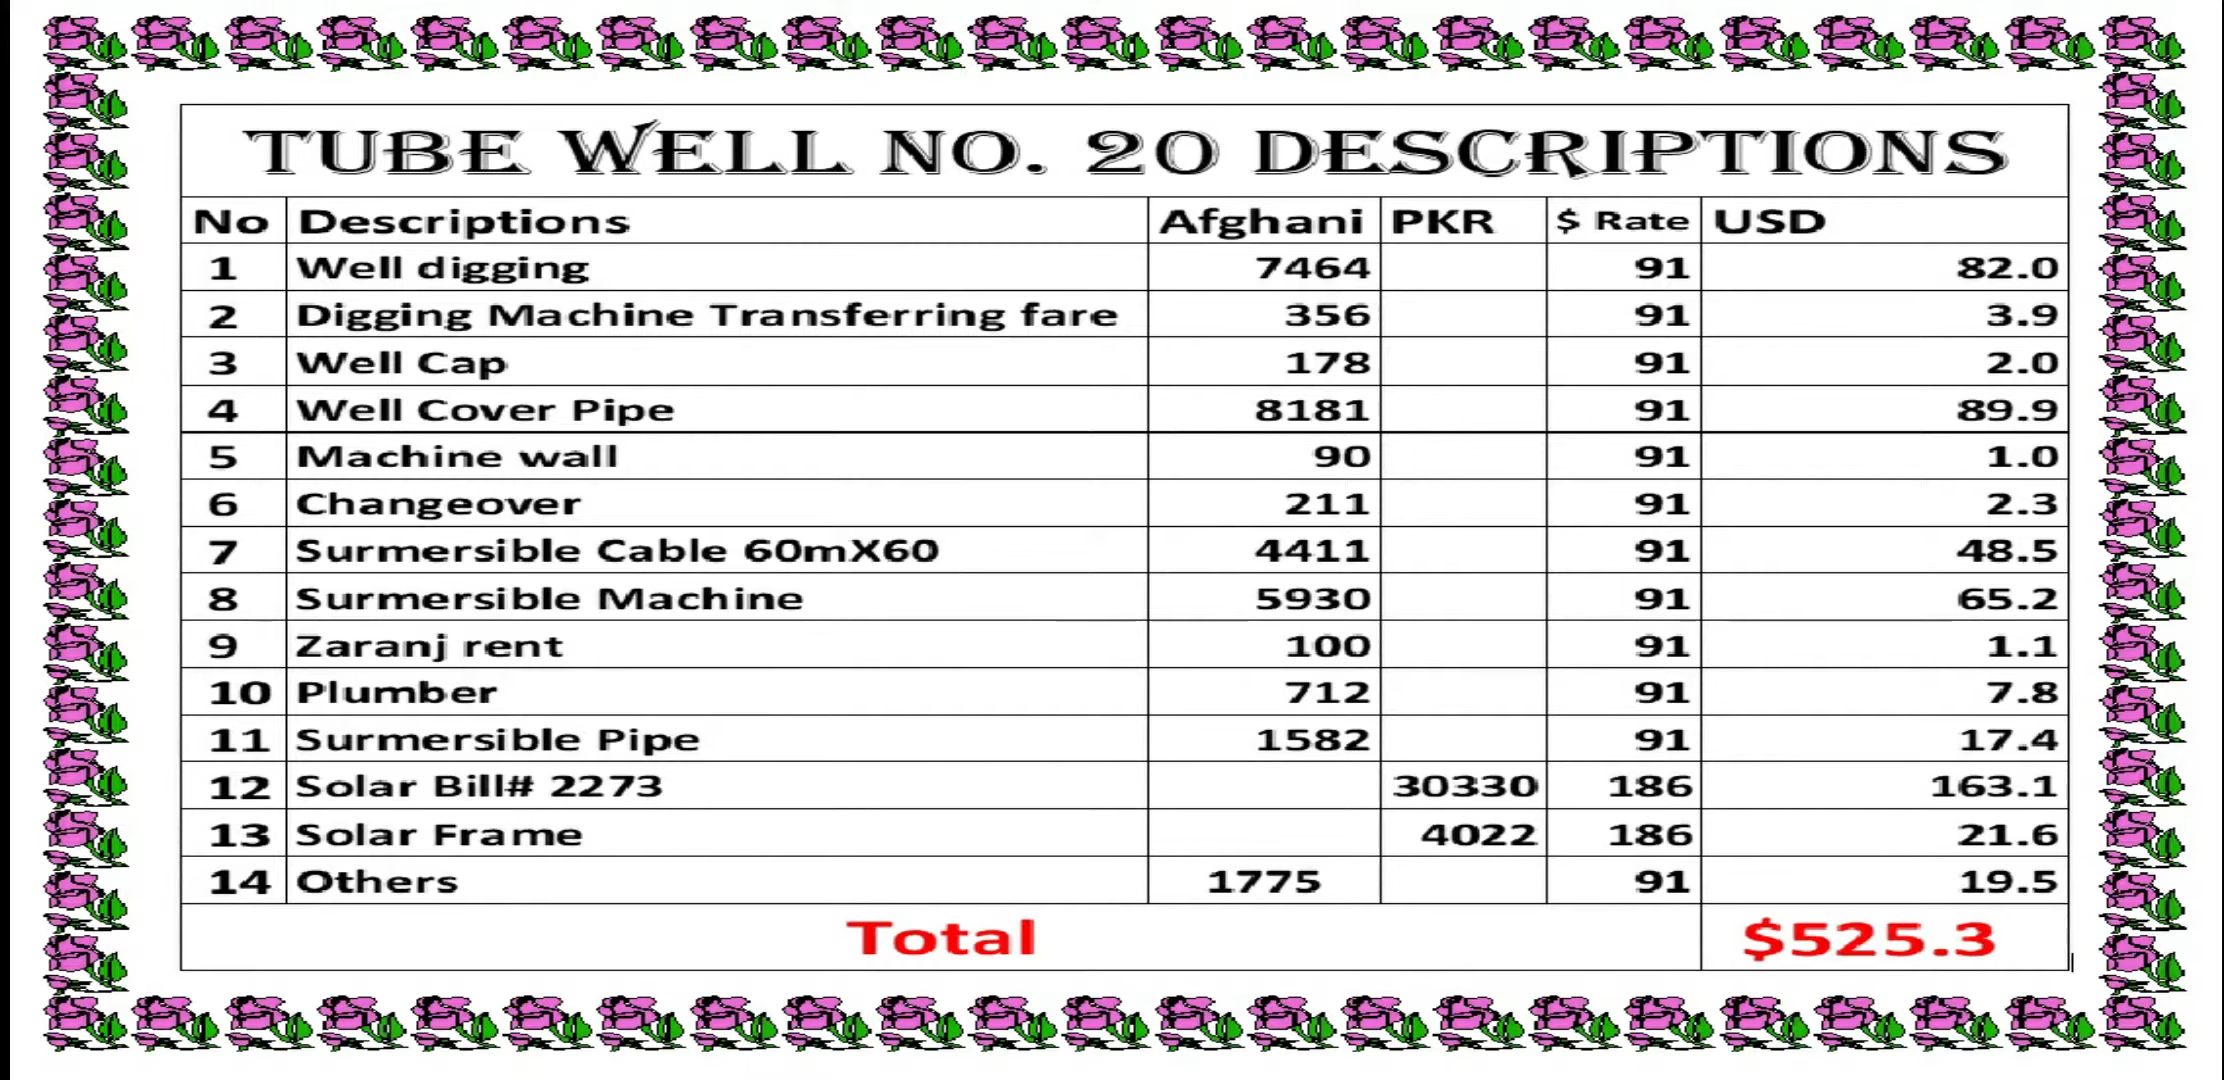 TUBE WELL NO. 20 DESCRIPTIONS
No Descriptions Afghani PKR $ Rate USD
1 Well digging 7464 91 82.0
2 Digging Machine Transferring fare 356 91 3.9
3 Well Cap 178 91 2.0
4 Well Cover Pipe 8181 91 89.9
5 Machine wall 90 91 1.0
6 Changeover 211 91 2.3
7 Surmersible Cable 60mX60 4411 91 48.5
8 Surmersible Machine 5930 91 65.2
9 Zaranj rent 100 91 1.1
10 Plumber 712 91 7.8
11 Surmersible Pipe 1582 91 17.4
12 Solar Bill# 2273 30330 186 163.1
13 Solar Frame 4022 186 21.6
14 Others 1775 91 19.5
Total $525.3